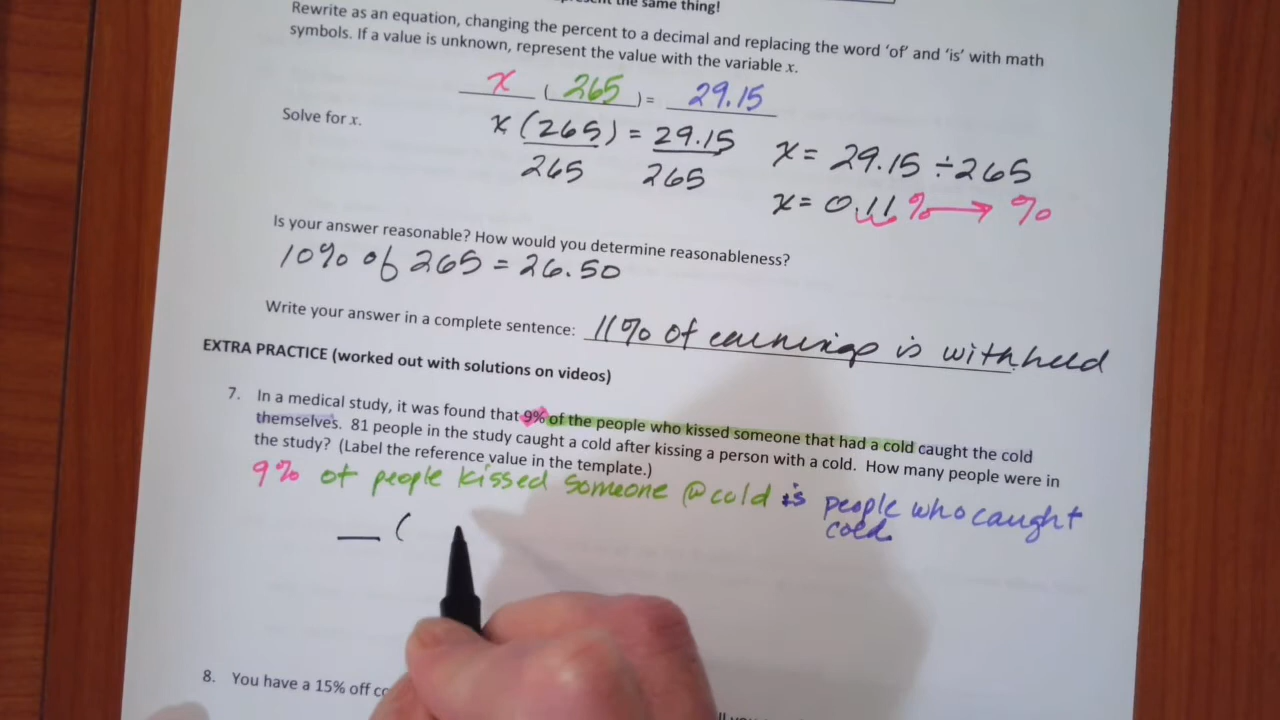 the same thing!
Rewrite as an equation, changing the percent to a decimal and replacing the word 'of' and 'is' with math
symbols. If a value is unknown, represent the value with the variable x.
x (265) = 29.15
Solve for x.
x(265) = 29.15
265 265
x = 29.15 ÷ 265
x = 0.11% → %
Is your answer reasonable? How would you determine reasonableness?
10% of 265 = 26.50
Write your answer in a complete sentence: 11% of earnings is withheld
EXTRA PRACTICE (worked out with solutions on videos)
7. In a medical study, it was found that 9% of the people who kissed someone that had a cold caught the cold
themselves. 81 people in the study caught a cold after kissing a person with a cold. How many people were in
the study? (Label the reference value in the template.)
9% of people kissed someone @ cold is people who caught
cold
__ (
8. You have a 15% off